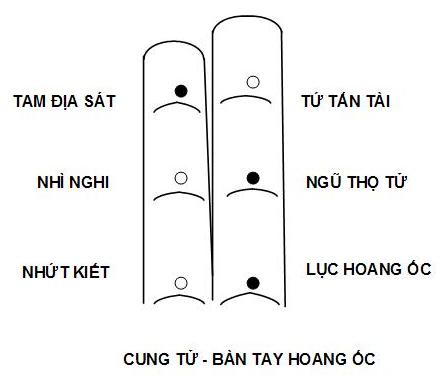 TAM ĐỊA SÁT
TỨ TẤN TÀI
NHÌ NGHI
NGŨ THỌ TỬ
NHỨT KIẾT
LỤC HOANG ỐC
CUNG TỬ - BÀN TAY HOANG ỐC